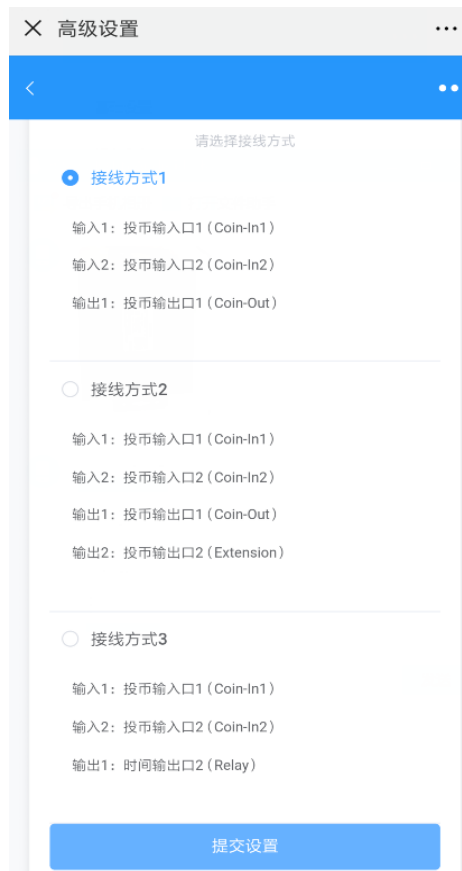 高级设置
请选择接线方式
接线方式1
输入1：投币输入口1（Coin-In1）
输入2：投币输入口2（Coin-In2）
输出1：投币输出口1（Coin-Out）
接线方式2
输入1：投币输入口1（Coin-In1）
输入2：投币输入口2（Coin-In2）
输出1：投币输出口1（Coin-Out）
输出2：投币输出口2（Extension）
接线方式3
输入1：投币输入口1（Coin-In1）
输入2：投币输入口2（Coin-In2）
输出1：时间输出口2（Relay）
提交设置